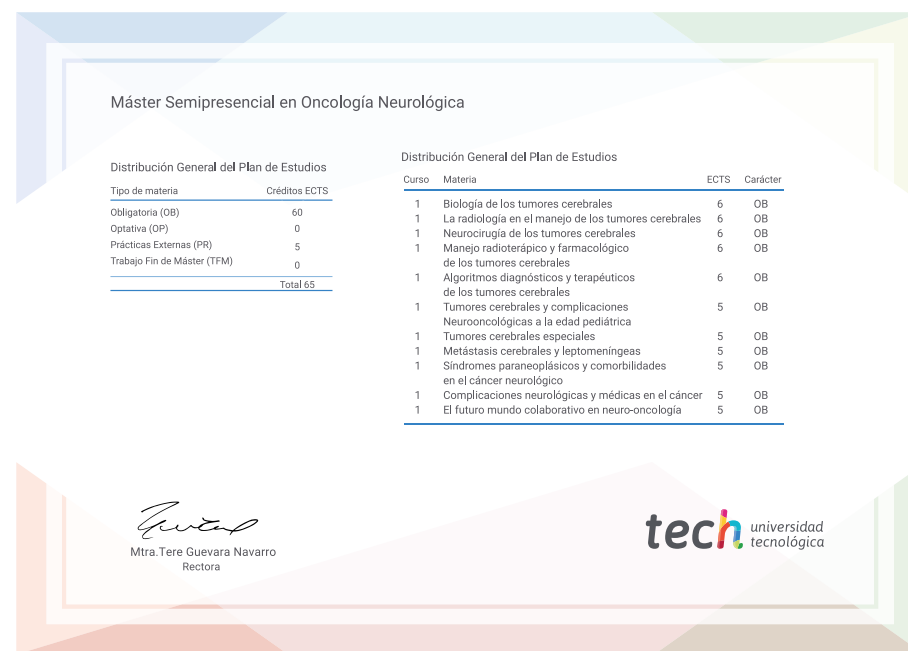 Máster Semipresencial en Oncología Neurológica
Distribución General del Plan de Estudios
Tipo de materia Créditos ECTS
Obligatoria (OB) 60
Optativa (OP) 0
Prácticas Externas (PR) 5
Trabajo Fin de Máster (TFM) 0
Total 65
Distribución General del Plan de Estudios
Curso Materia ECTS Carácter
1 Biología de los tumores cerebrales 6 OB
1 La radiología en el manejo de los tumores cerebrales 6 OB
1 Neurocirugía de los tumores cerebrales 6 OB
1 Manejo radioterápico y farmacológico 6 OB
de los tumores cerebrales
1 Algoritmos diagnósticos y terapéuticos 6 OB
de los tumores cerebrales
1 Tumores cerebrales y complicaciones 5 OB
Neurooncológicas a la edad pediátrica
1 Tumores cerebrales especiales 5 OB
1 Metástasis cerebrales y leptomeníngeas 5 OB
1 Síndromes paraneoplásicos y comorbilidades 5 OB
en el cáncer neurológico
1 Complicaciones neurológicas y médicas en el cáncer 5 OB
1 El futuro mundo colaborativo en neuro-oncología 5 OB
Mtra.Tere Guevara Navarro
Rectora
tech universidad
tecnológica